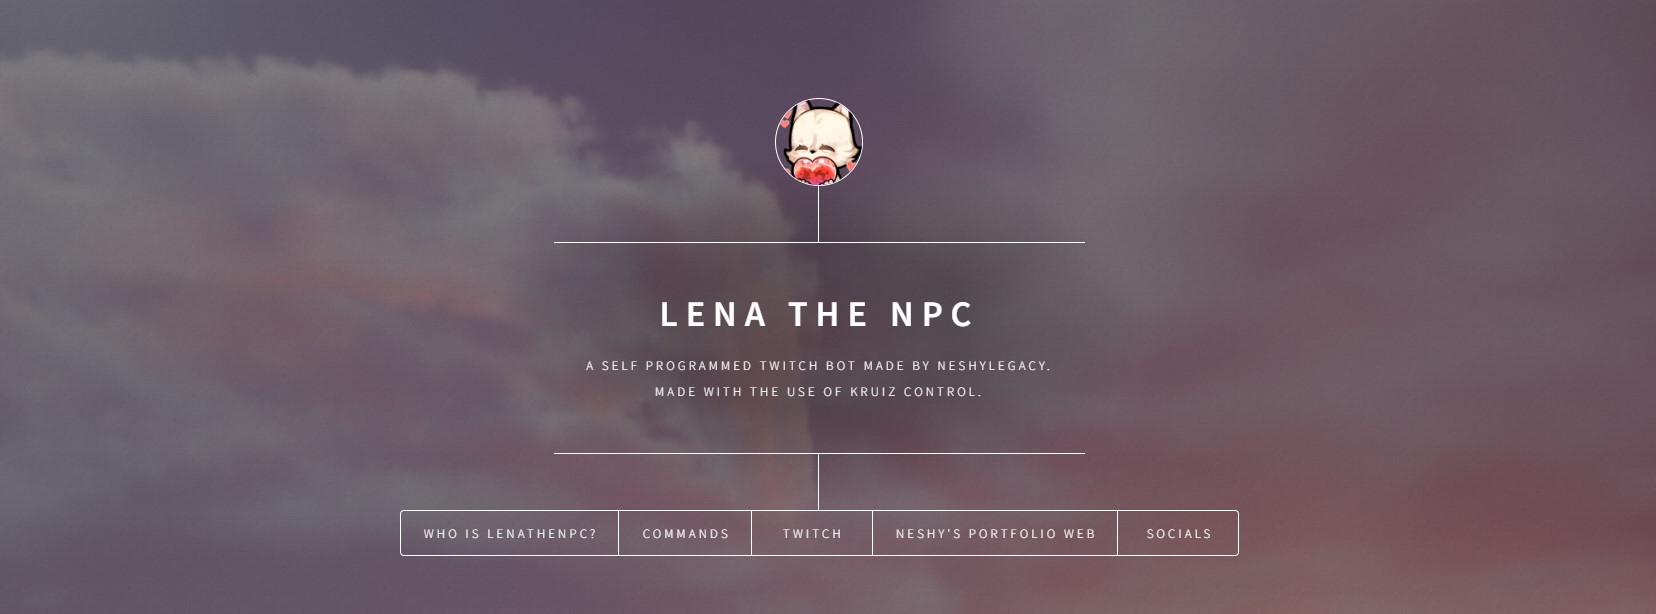 LENA THE NPC
A SELF PROGRAMMED TWITCH BOT MADE BY NESHYLEGACY.
MADE WITH THE USE OF KRUIZ CONTROL.
WHO IS LENATHENPC? COMMANDS TWITCH NESHY'S PORTFOLIO WEB SOCIALS